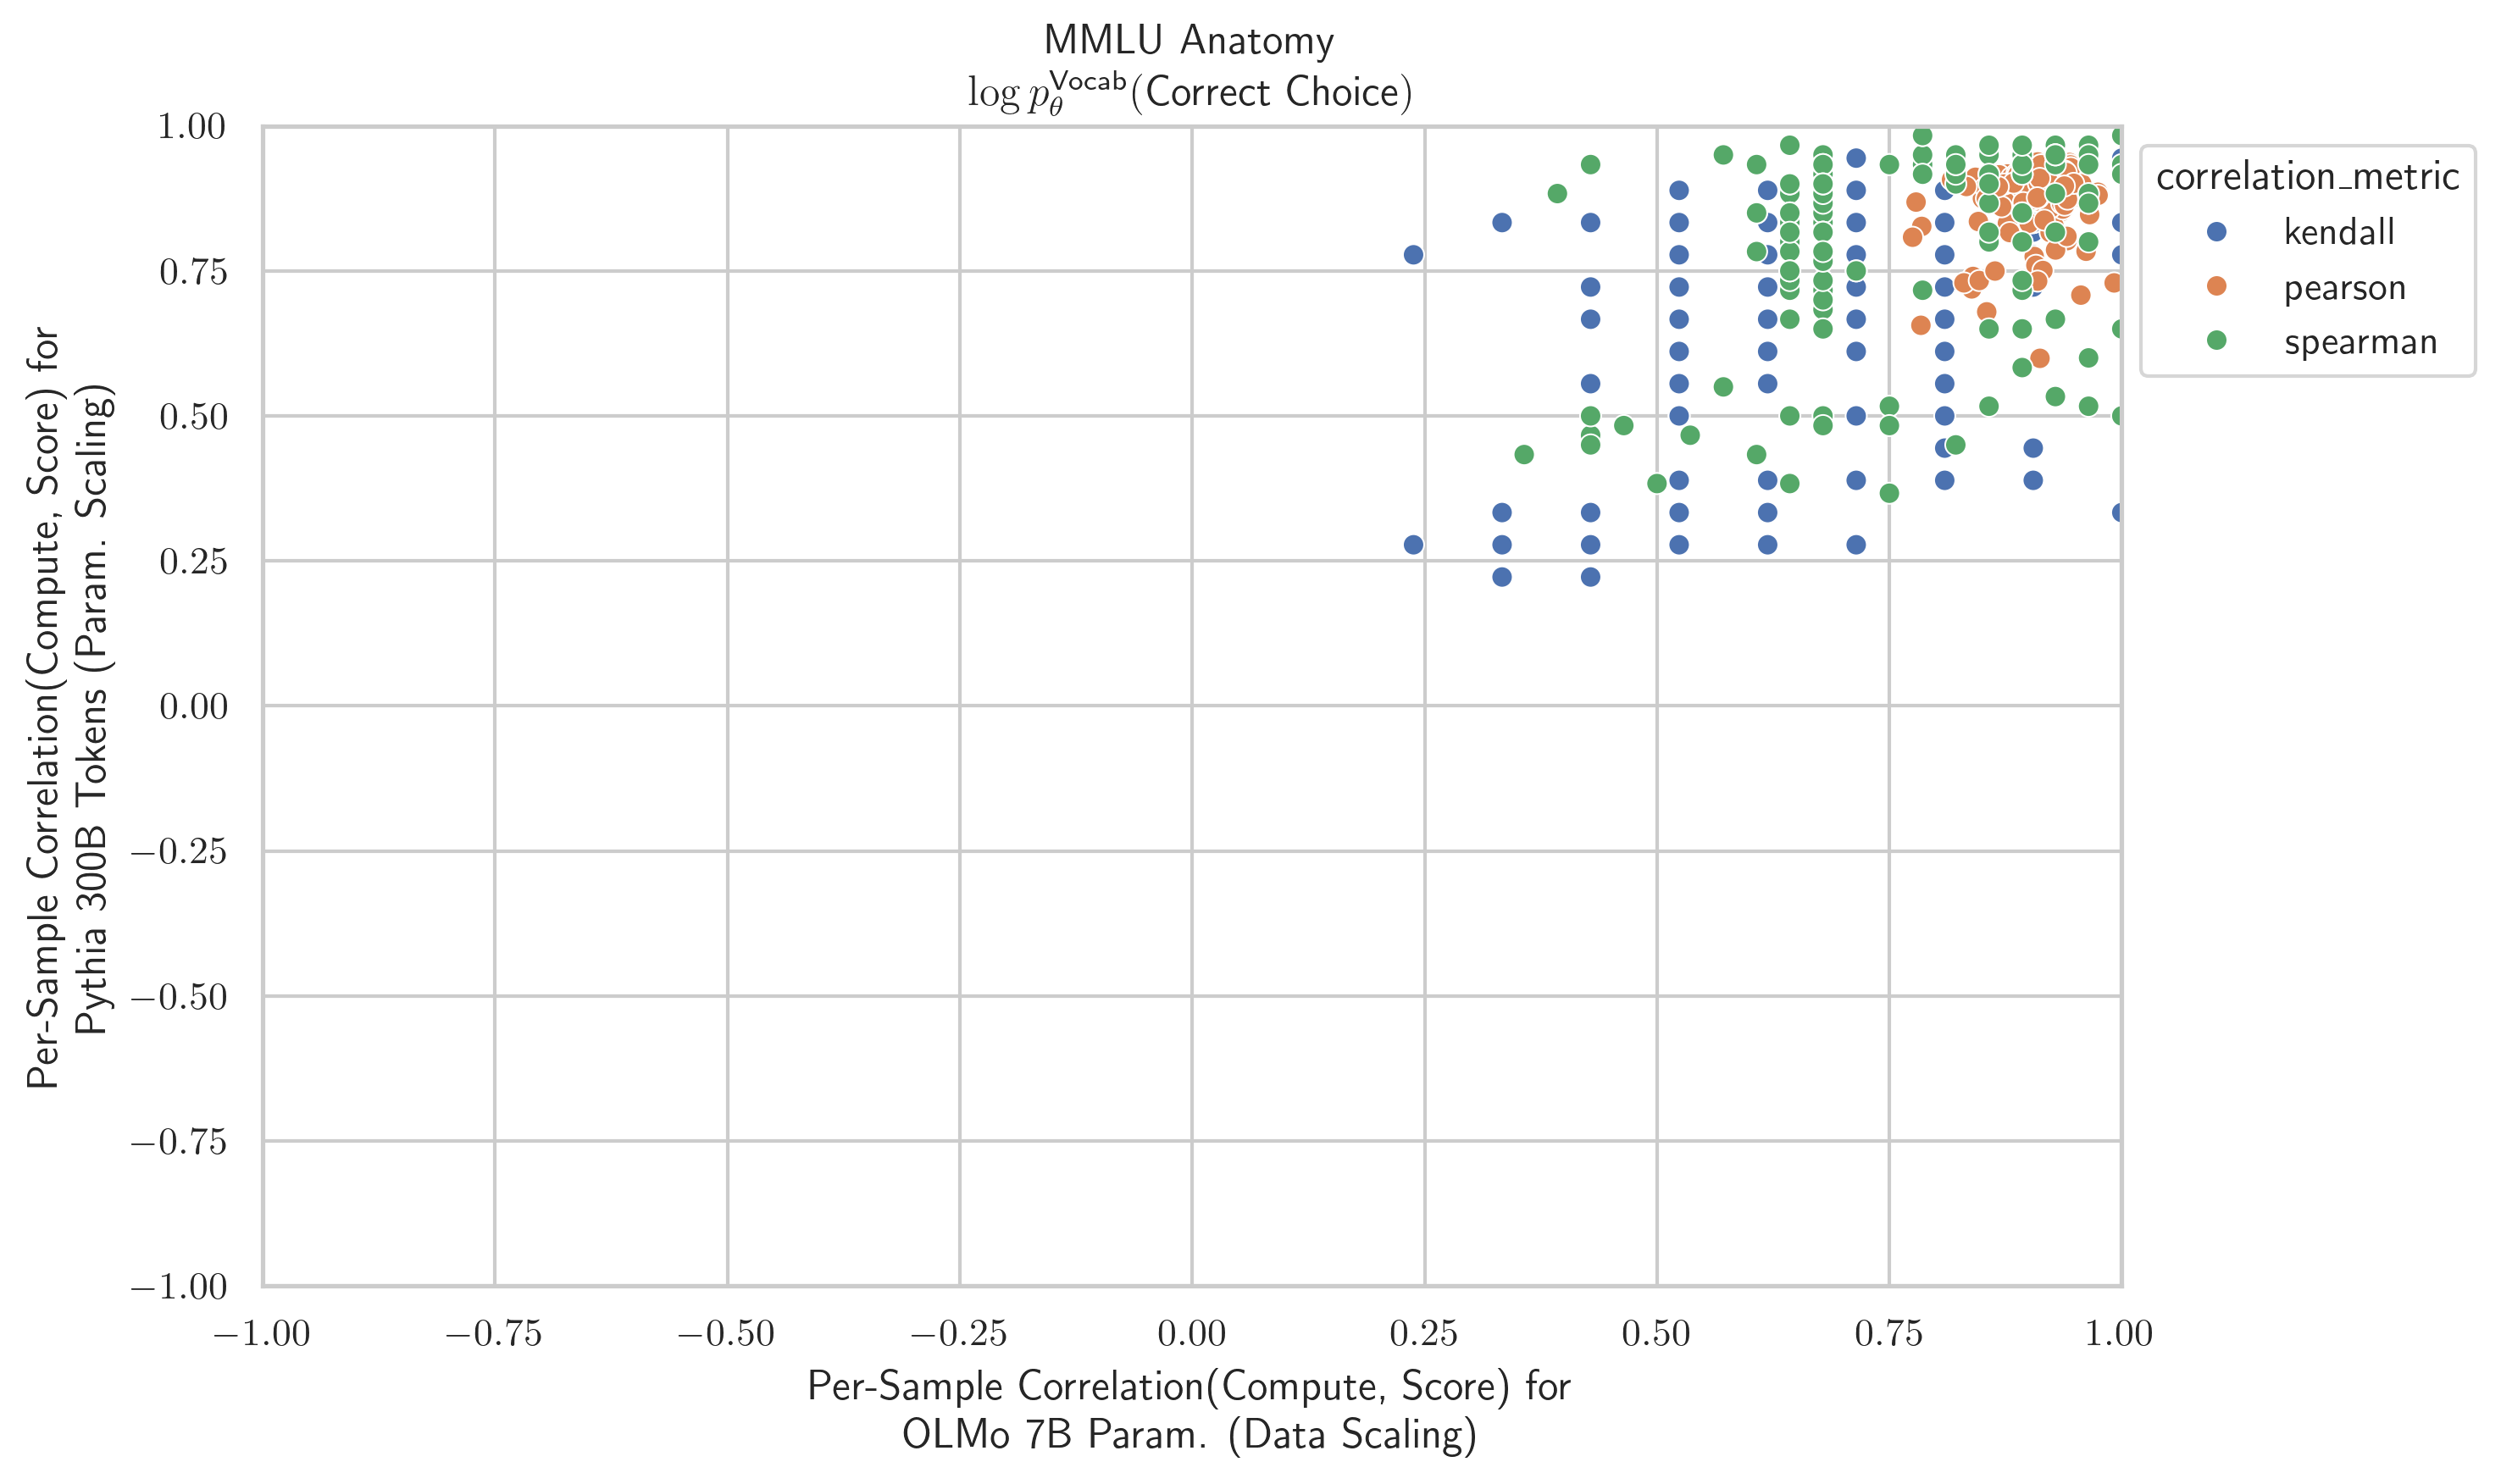 MMLU Anatomy
log p_θ^Vocab(Correct Choice)
Per-Sample Correlation(Compute, Score) for
Pythia 300B Tokens (Param. Scaling)
1.00
0.75
0.50
0.25
0.00
−0.25
−0.50
−0.75
−1.00
correlation_metric
kendall
pearson
spearman
−1.00
−0.75
−0.50
−0.25
0.00
0.25
0.50
0.75
1.00
Per-Sample Correlation(Compute, Score) for
OLMo 7B Param. (Data Scaling)